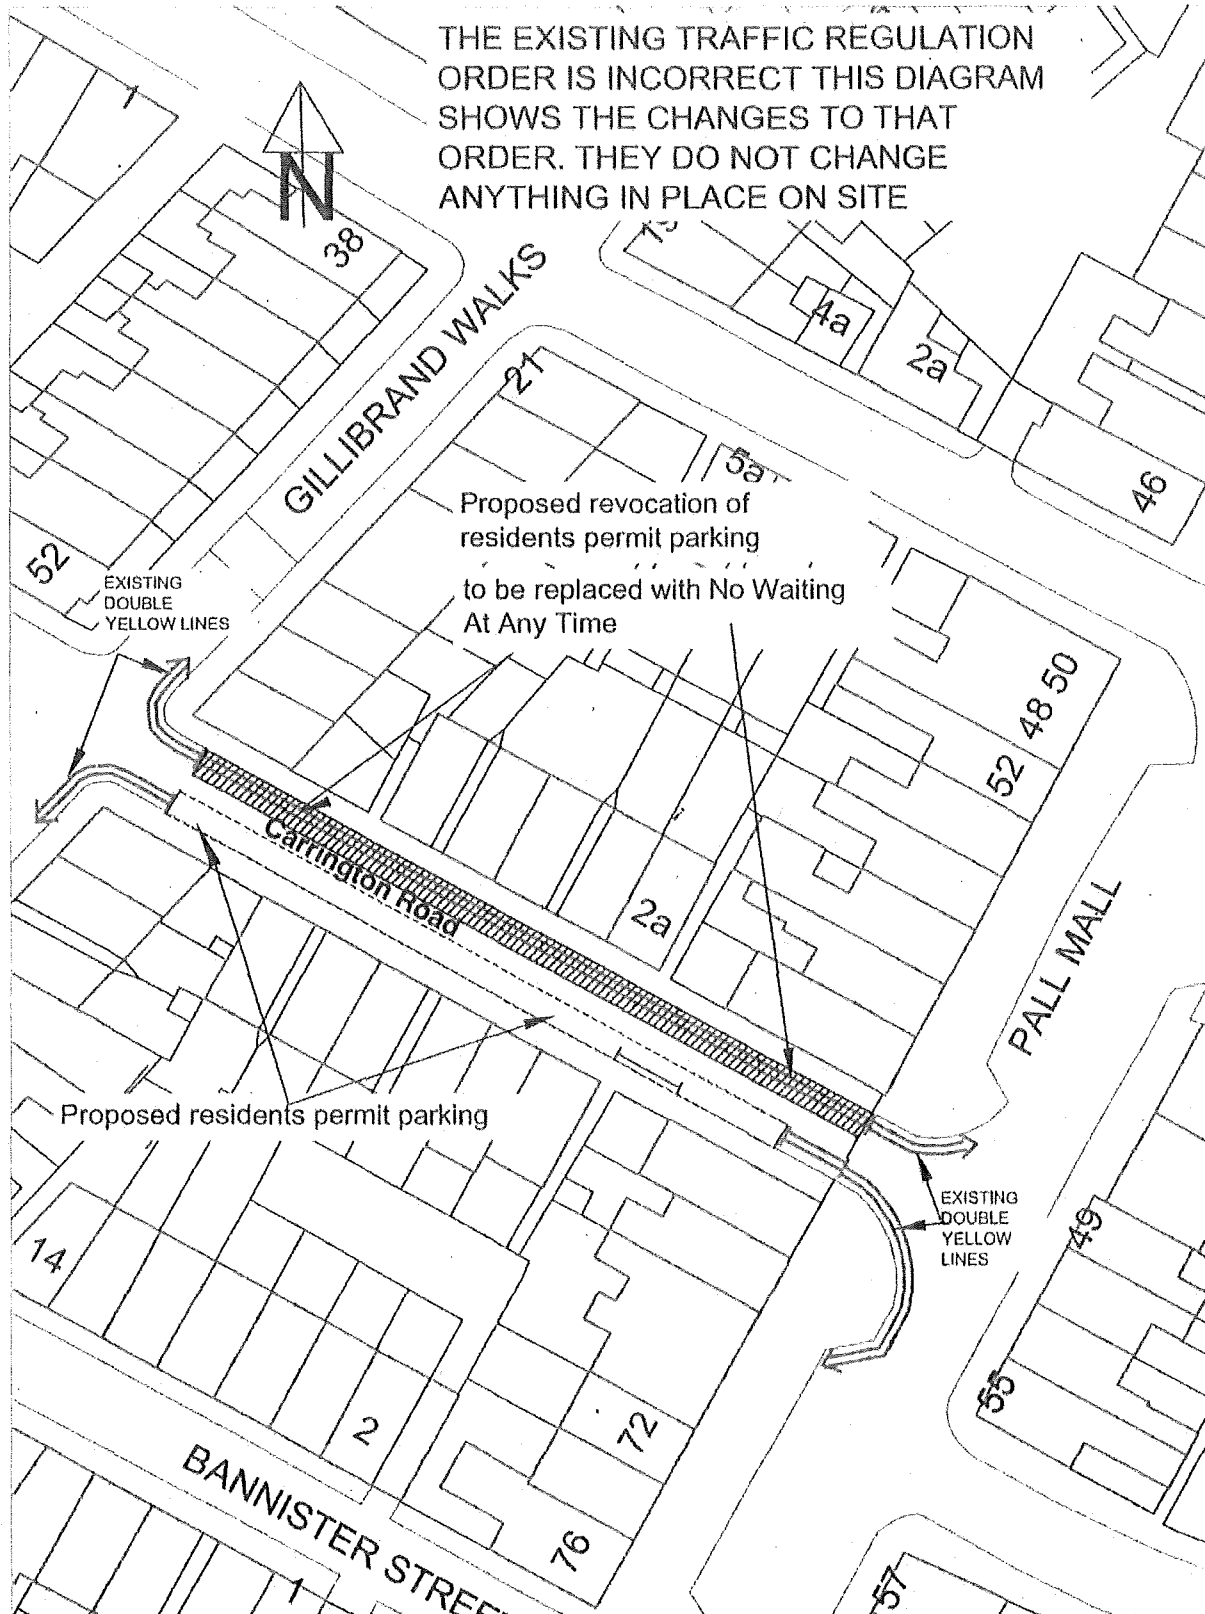 THE EXISTING TRAFFIC REGULATION
ORDER IS INCORRECT THIS DIAGRAM
SHOWS THE CHANGES TO THAT
ORDER. THEY DO NOT CHANGE
ANYTHING IN PLACE ON SITE
1
N
38
GILLIBRAND WALKS
4a
2a
21
5a
46
Proposed revocation of
residents permit parking
to be replaced with No Waiting
At Any Time
52
EXISTING
DOUBLE
YELLOW LINES
48 50
52
Carrington Road
2a
PALL MALL
Proposed residents permit parking
EXISTING
DOUBLE
YELLOW
LINES
49
14
55
2
72
BANNISTER STREE
76
1
57